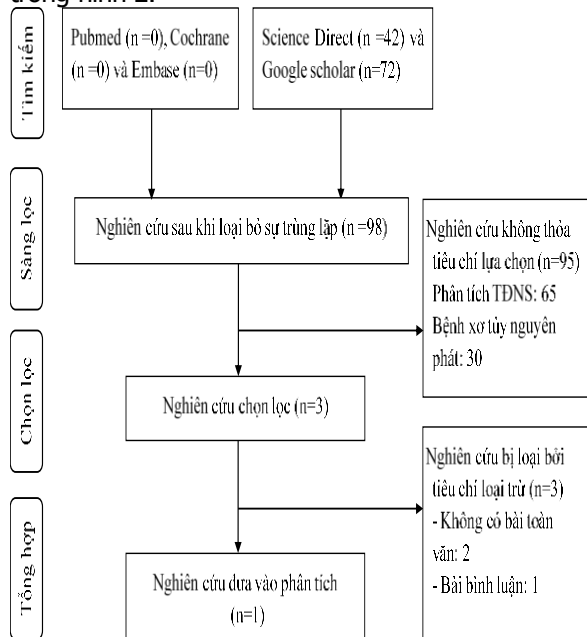 trong hình 2.
Tìm kiếm
Pubmed (n =0), Cochrane
(n =0) và Embase (n=0)
Science Direct (n =42) và
Google scholar (n=72)
Sàng lọc
Nghiên cứu sau khi loại bỏ sự trùng lặp (n =98)
Nghiên cứu không thỏa
tiêu chí lựa chọn (n=95)
Phân tích TĐNS: 65
Bệnh xơ tủy nguyên
phát: 30
Chọn lọc
Nghiên cứu chọn lọc (n=3)
Nghiên cứu bị loại bởi
tiêu chí loại trừ (n=3)
- Không có bài toàn
văn: 2
- Bài bình luận: 1
Tổng hợp
Nghiên cứu đưa vào phân tích
(n=1)